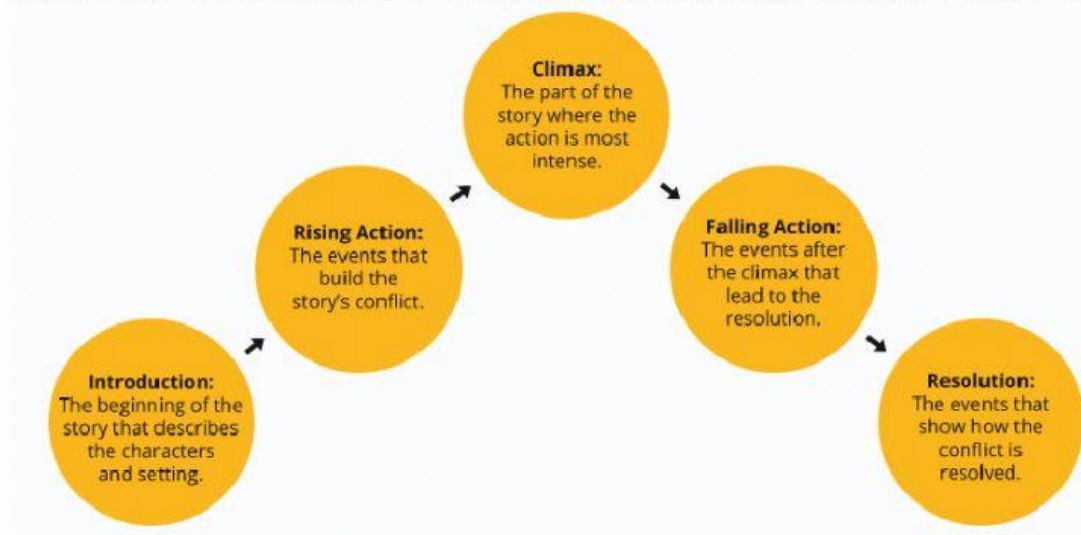 Introduction:
The beginning of the
story that describes
the characters
and setting.
Rising Action:
The events that
build the
story's conflict.
Climax:
The part of the
story where the
action is most
intense.
Falling Action:
The events after
the climax that
lead to the
resolution.
Resolution:
The events that
show how the
conflict is
resolved.